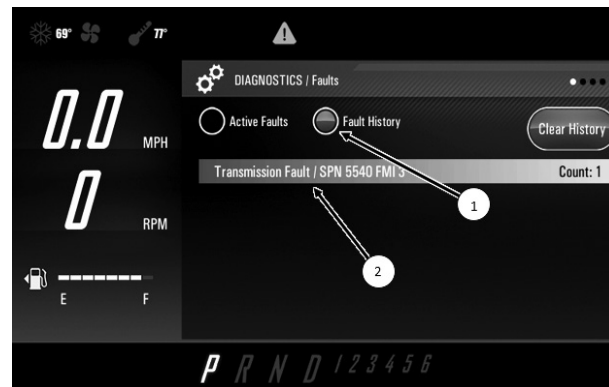 69° 77°
DIAGNOSTICS / Faults
Active Faults Fault History Clear History
0.0 MPH
Transmission Fault / SPN 5540 FMI 3 Count: 1
1
0 RPM
2
E F
P R N D 1 2 3 4 5 6